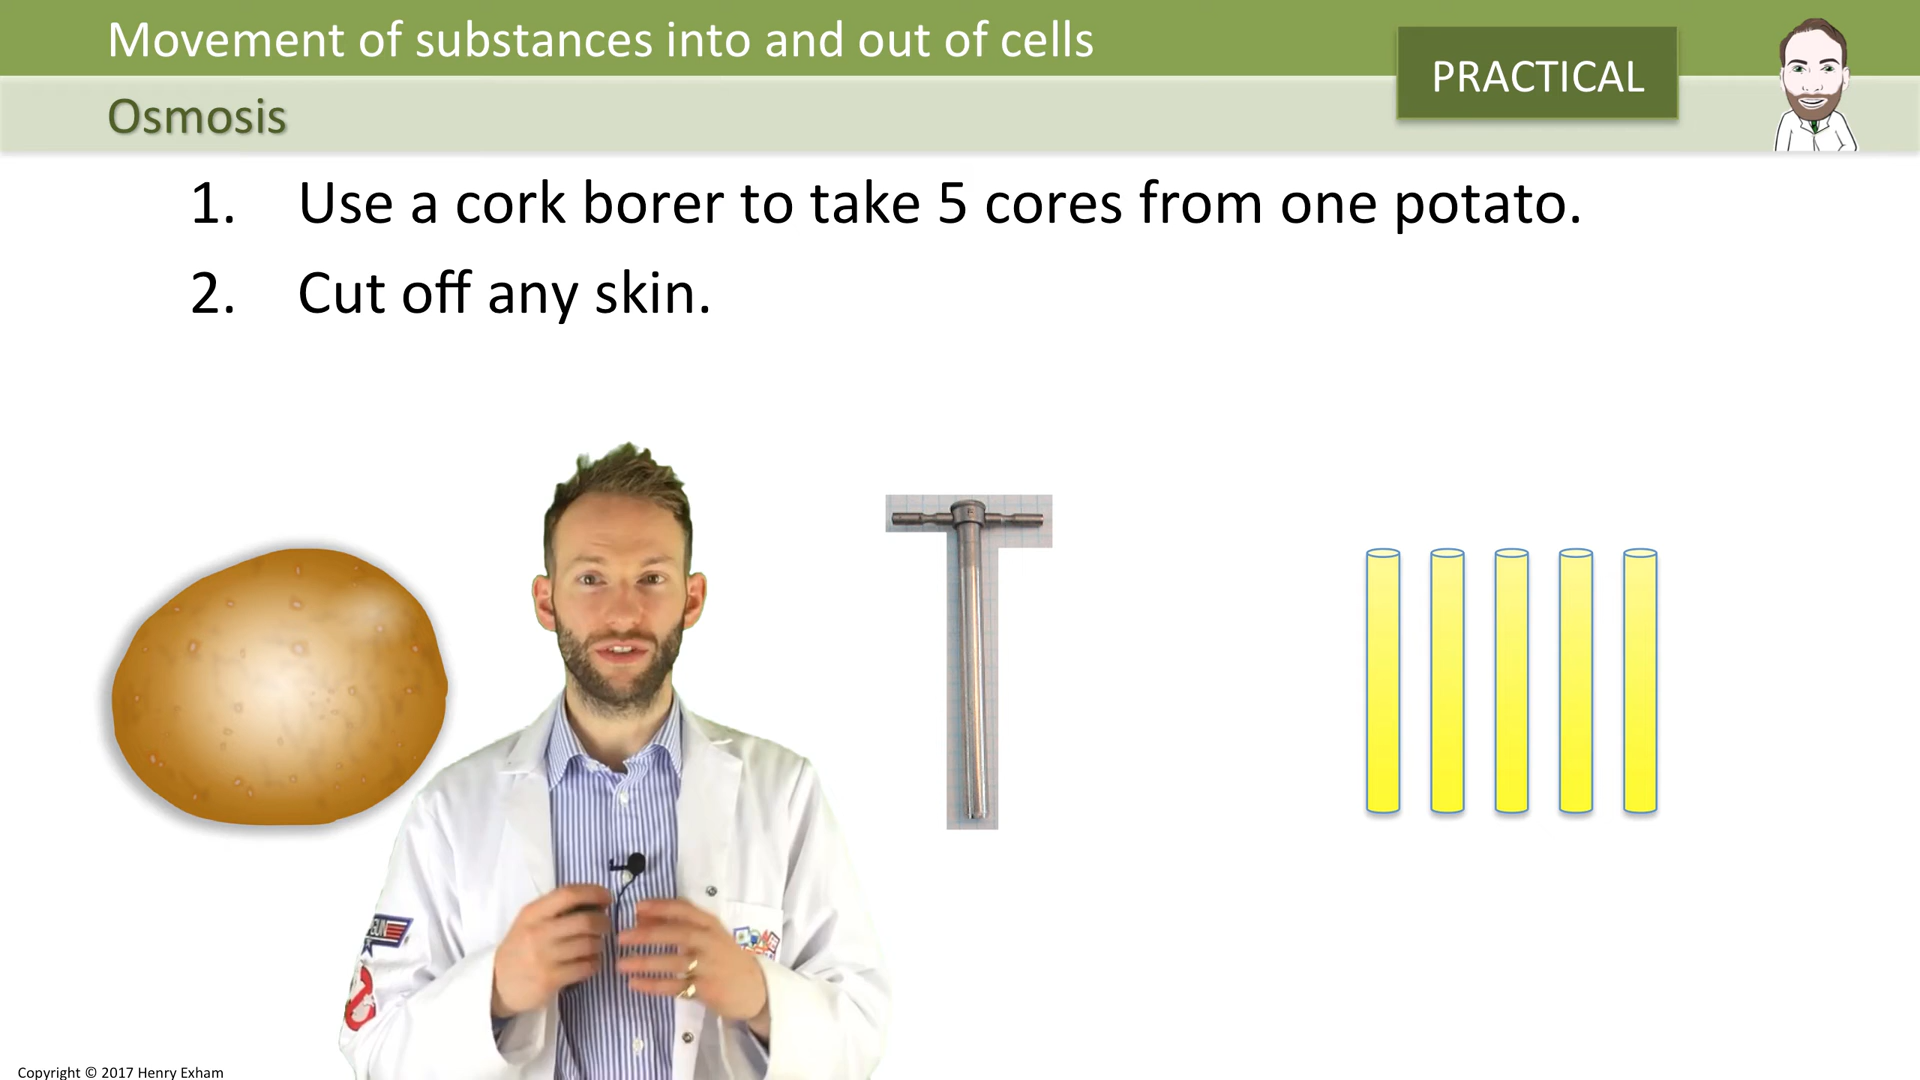 Movement of substances into and out of cells
PRACTICAL
Osmosis
1. Use a cork borer to take 5 cores from one potato.
2. Cut off any skin.
GUN
Copyright © 2017 Henry Exham